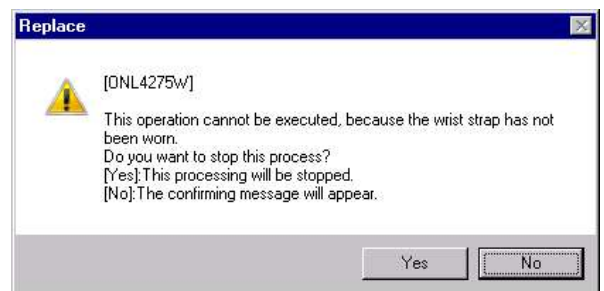 Replace
[ONL4275W]
This operation cannot be executed, because the wrist strap has not
been worn.
Do you want to stop this process?
[Yes]:This processing will be stopped.
[No]:The confirming message will appear.
Yes
No